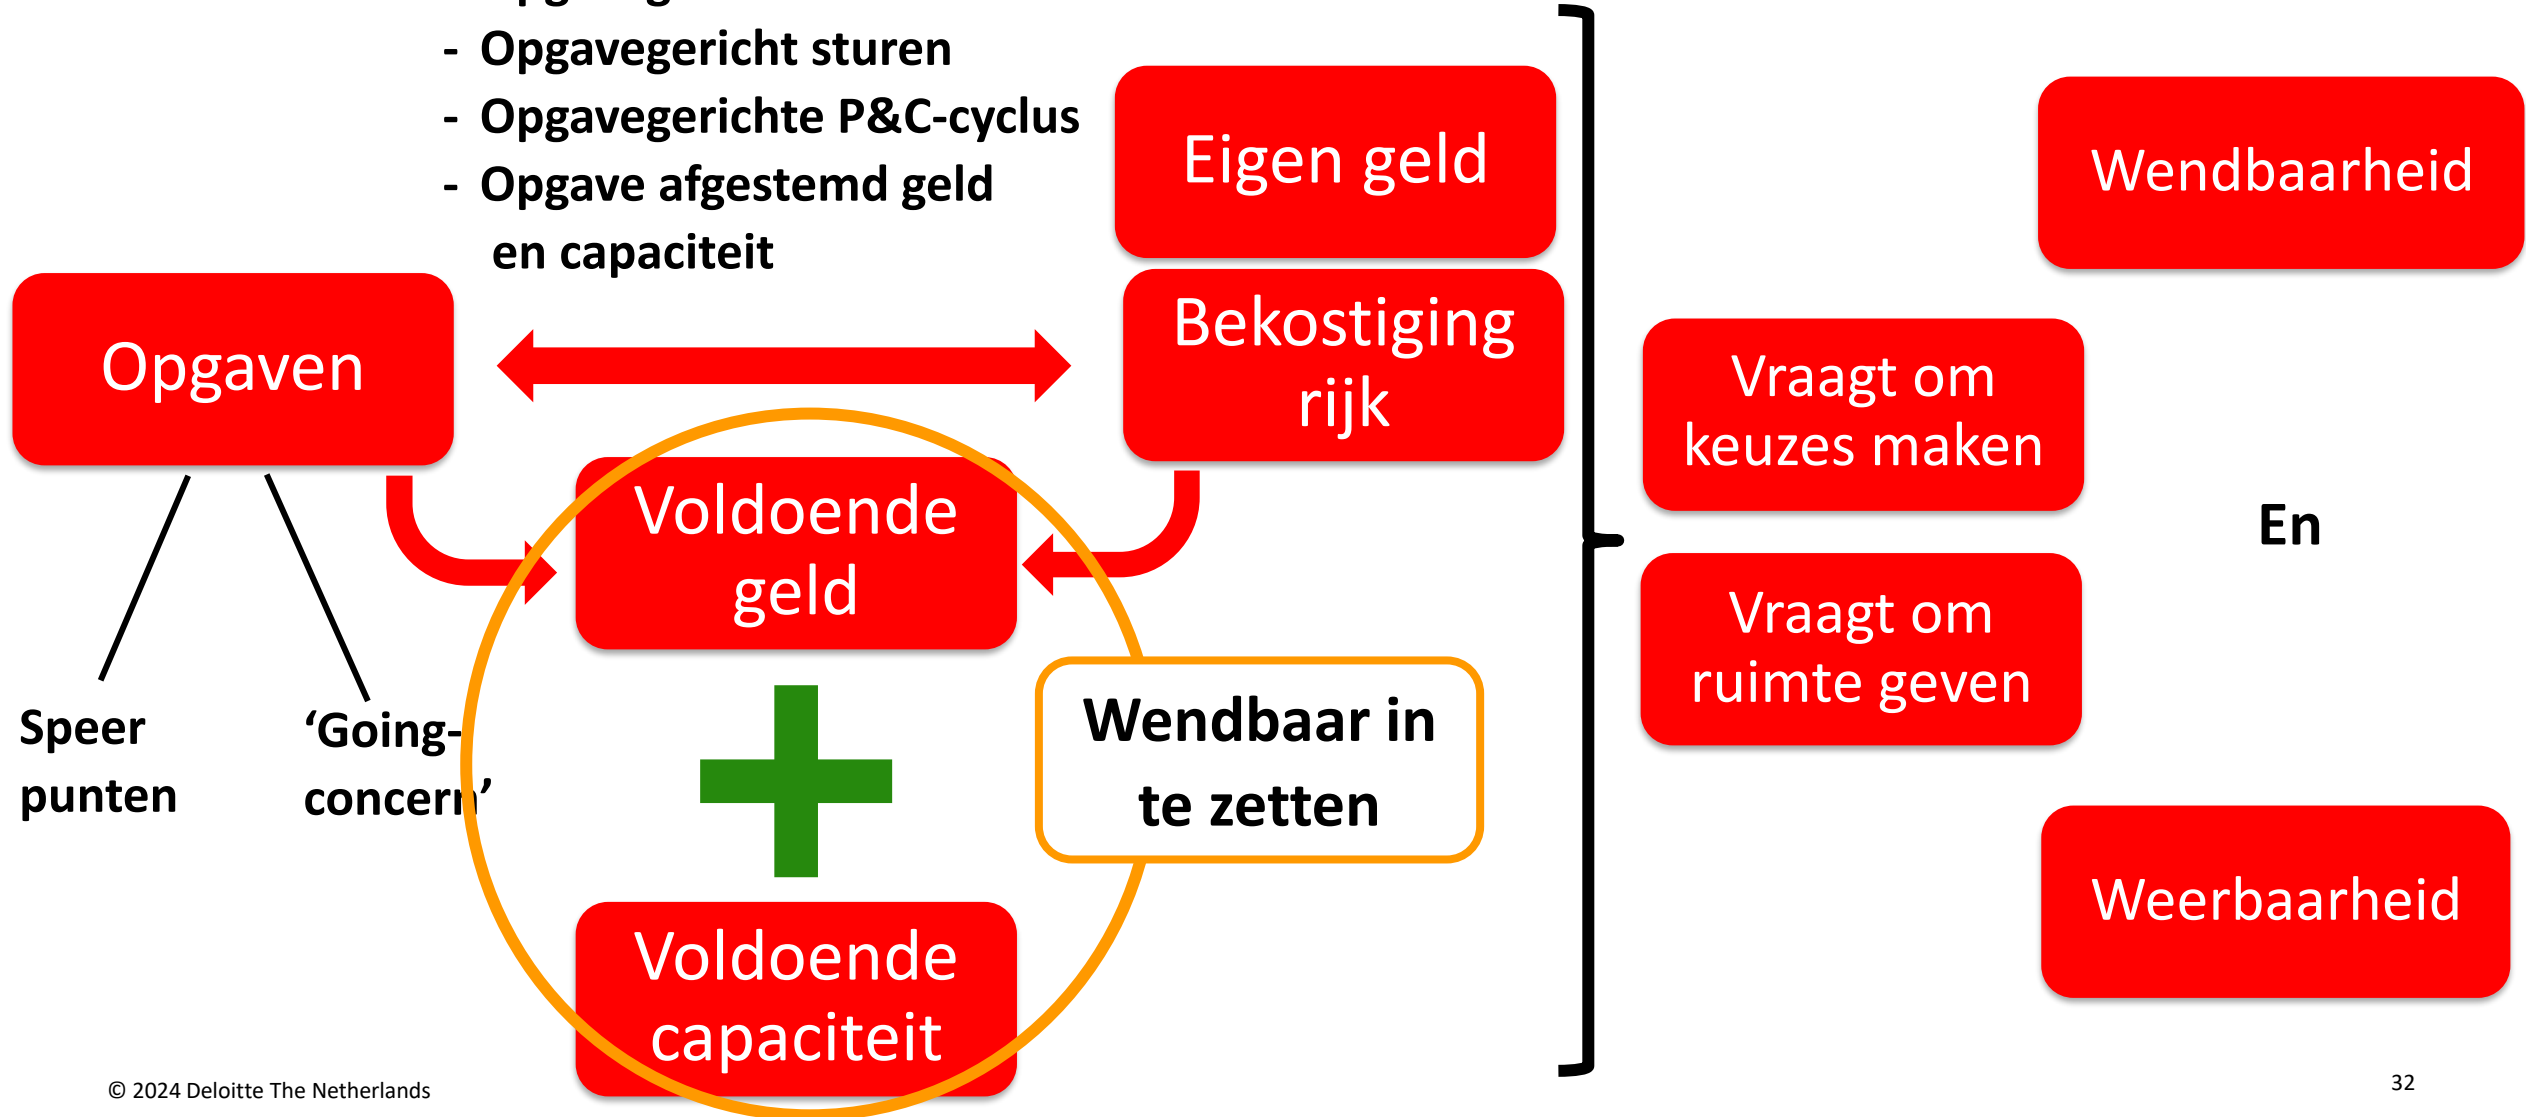 - Opgavegericht sturen
- Opgavegerichte P&C-cyclus
- Opgave afgestemd geld
en capaciteit
Eigen geld
Bekostiging
rijk
Opgaven
Speer
punten
‘Going-
concern’
Voldoende
geld
Voldoende
capaciteit
Wendbaar in
te zetten
Vraagt om
keuzes maken
Vraagt om
ruimte geven
Wendbaarheid
En
Weerbaarheid
© 2024 Deloitte The Netherlands
32